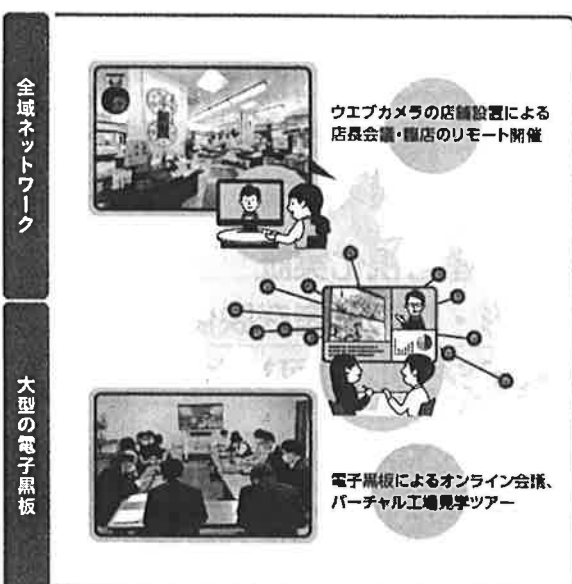 全域ネットワーク
ウエブカメラの店舗設置による
店長会議・臨店のリモート開催
大型の電子黒板
電子黒板によるオンライン会議、
バーチャル工場見学ツアー